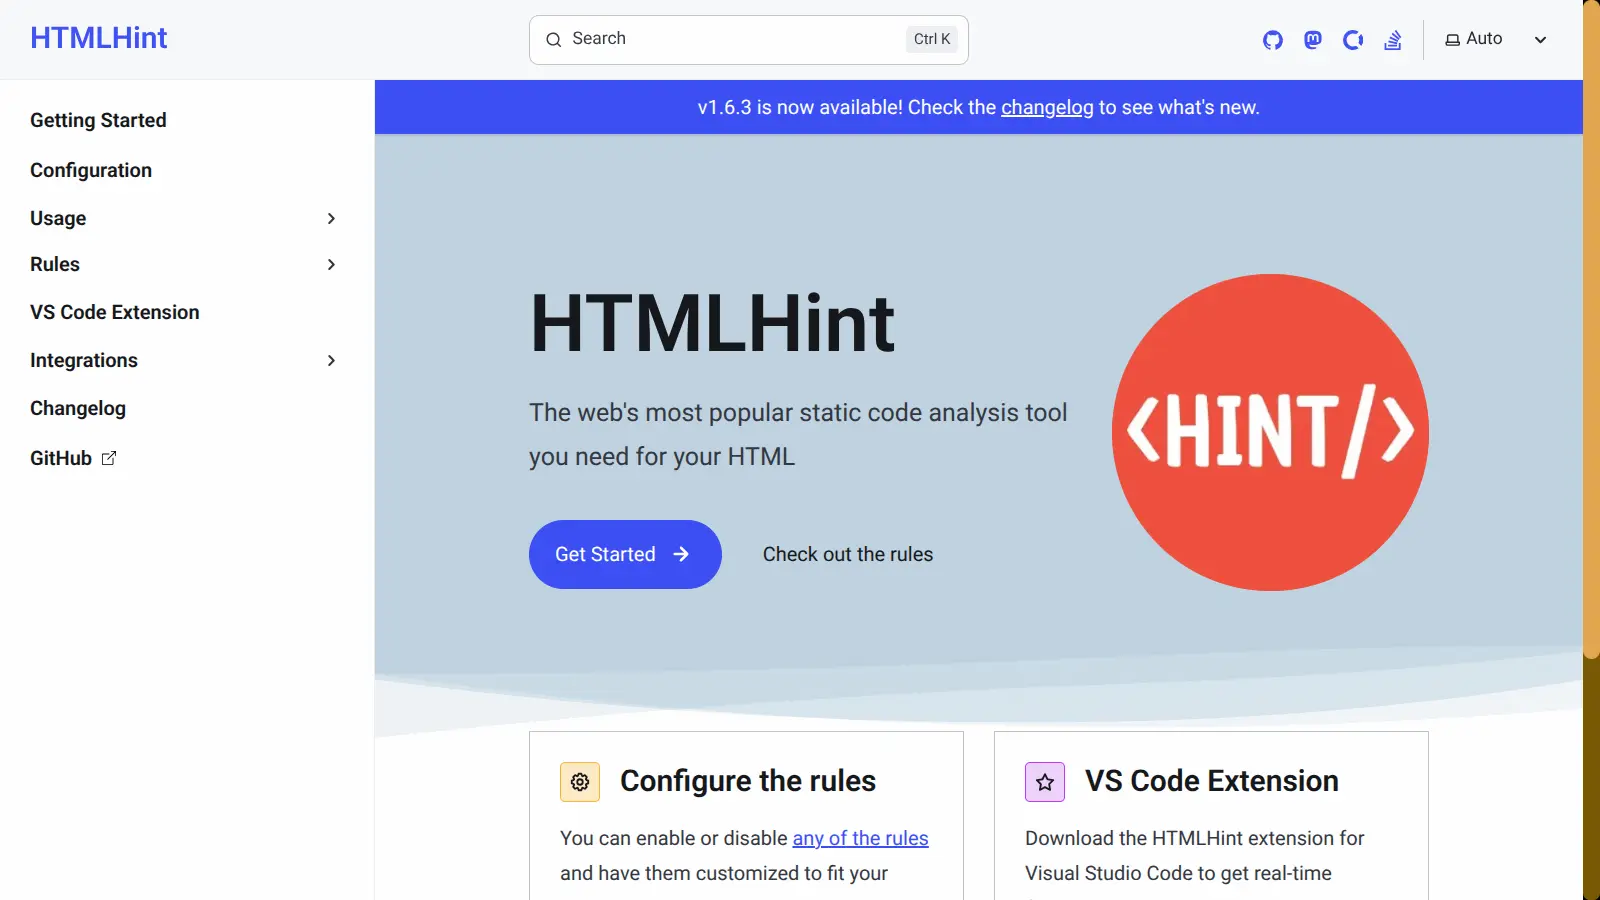 HTMLHint
Search
Ctrl K
Auto
Getting Started
Configuration
Usage
Rules
VS Code Extension
Integrations
Changelog
GitHub
v1.6.3 is now available! Check the changelog to see what's new.
HTMLHint
The web's most popular static code analysis tool
you need for your HTML
<HINT/>
Get Started
Check out the rules
Configure the rules
You can enable or disable any of the rules
and have them customized to fit your
VS Code Extension
Download the HTMLHint extension for
Visual Studio Code to get real-time